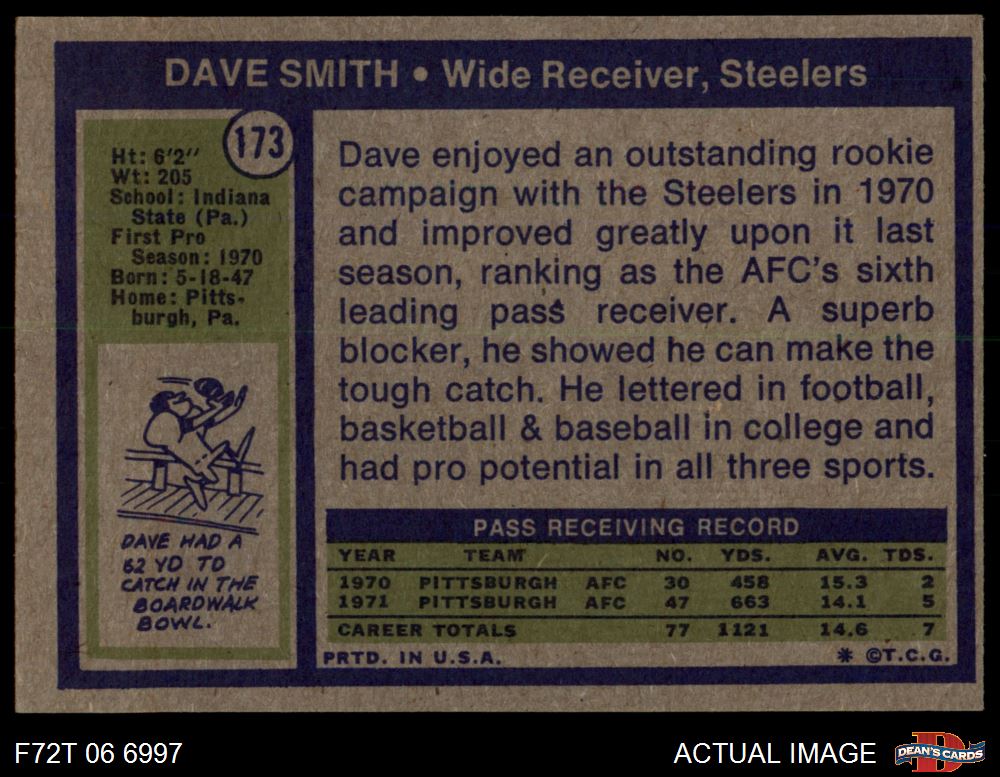 DAVE SMITH • Wide Receiver, Steelers
173
Ht: 6'2"
Wt: 205
School: Indiana
State (Pa.)
First Pro
Season: 1970
Born: 5-18-47
Home: Pitts-
burgh, Pa.
DAVE HAD A
62 YD TD
CATCH IN THE
BOARDWALK
BOWL.
Dave enjoyed an outstanding rookie
campaign with the Steelers in 1970
and improved greatly upon it last
season, ranking as the AFC's sixth
leading pass receiver. A superb
blocker, he showed he can make the
tough catch. He lettered in football,
basketball & baseball in college and
had pro potential in all three sports.
PASS RECEIVING RECORD
YEAR TEAM NO. YDS. AVG. TDS.
1970 PITTSBURGH AFC 30 458 15.3 2
1971 PITTSBURGH AFC 47 663 14.1 5
CAREER TOTALS 77 1121 14.6 7
PRTD. IN U.S.A. * ©T.C.G.
F72T 06 6997 ACTUAL IMAGE
D
DEAN'S CARDS